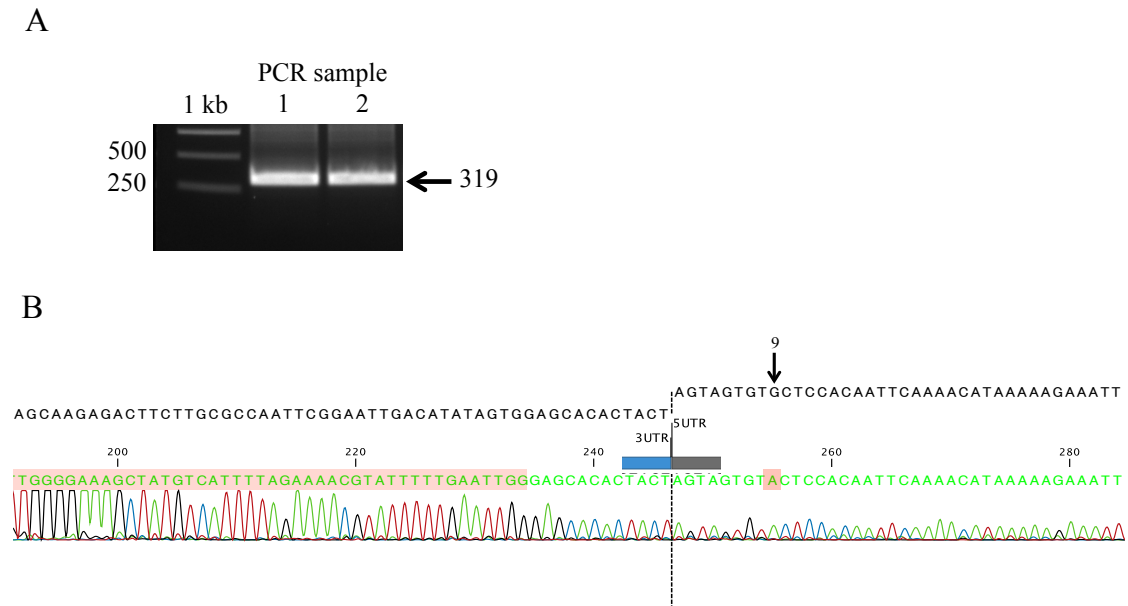 A
PCR sample
1 kb 1 2
500
250
319
B
9
AGTAGTGTGCTCCACAATTCAAAACATAAAAAGAAATT
AGCAAGAGACTTCTTGCGCCAATTCGGAATTGACATATAGTGGAGCACACTACT
3UTR 5UTR
200 220 240 260 280
TGGGGAAAGCTATGTCATTTTAGAAAACGTATTTTTGAATTGGGAGCACACTACTAGTAGTGTACTCCACAATTCAAAACATAAAAAGAAATT